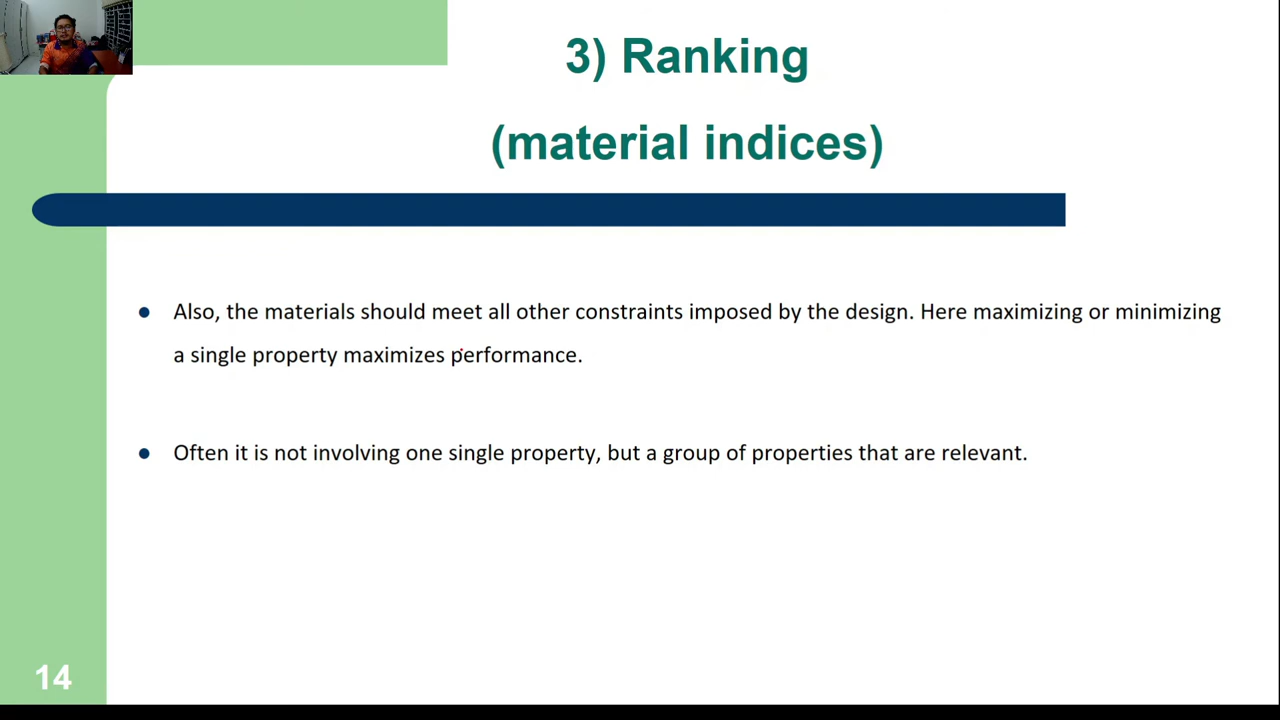 3) Ranking
(material indices)
● Also, the materials should meet all other constraints imposed by the design. Here maximizing or minimizing
a single property maximizes performance.
● Often it is not involving one single property, but a group of properties that are relevant.
14